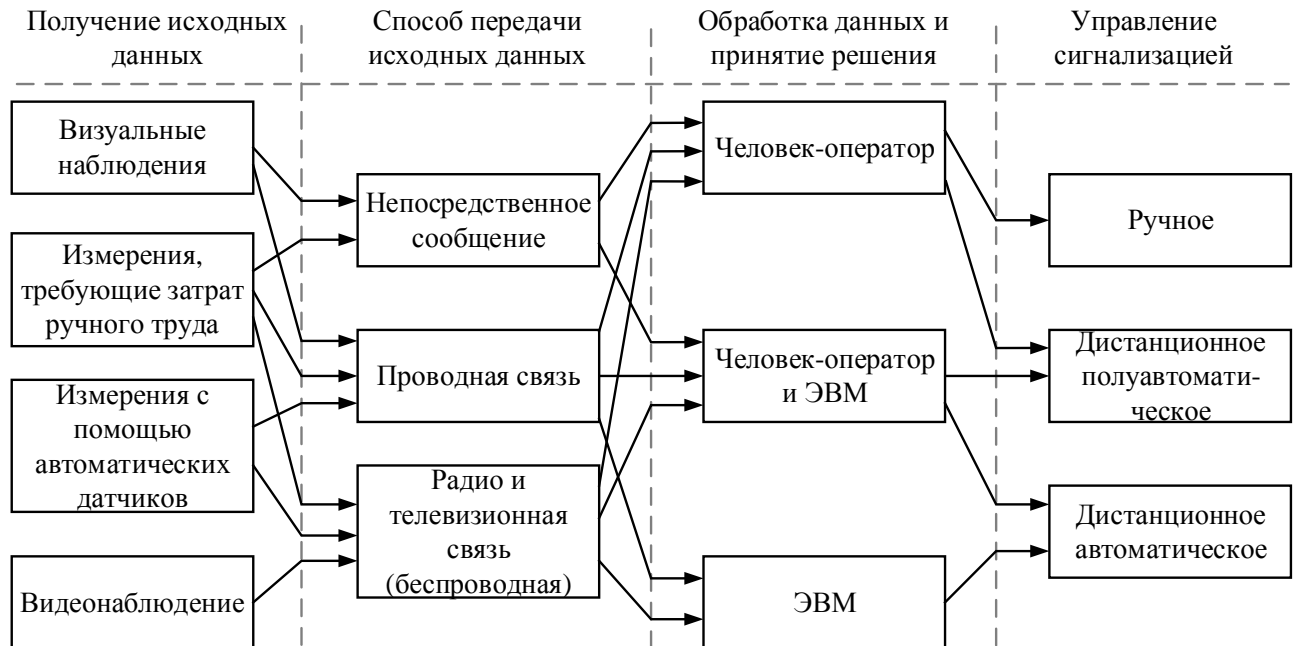 Получение исходных
данных
Способ передачи
исходных данных
Обработка данных и
принятие решения
Управление
сигнализацией
Визуальные
наблюдения
Измерения,
требующие затрат
ручного труда
Измерения с
помощью
автоматических
датчиков
Видеонаблюдение
Непосредственное
сообщение
Проводная связь
Радио и
телевизионная
связь
(беспроводная)
Человек-оператор
Человек-оператор
и ЭВМ
ЭВМ
Ручное
Дистанционное
полуавтомати-
ческое
Дистанционное
автоматическое